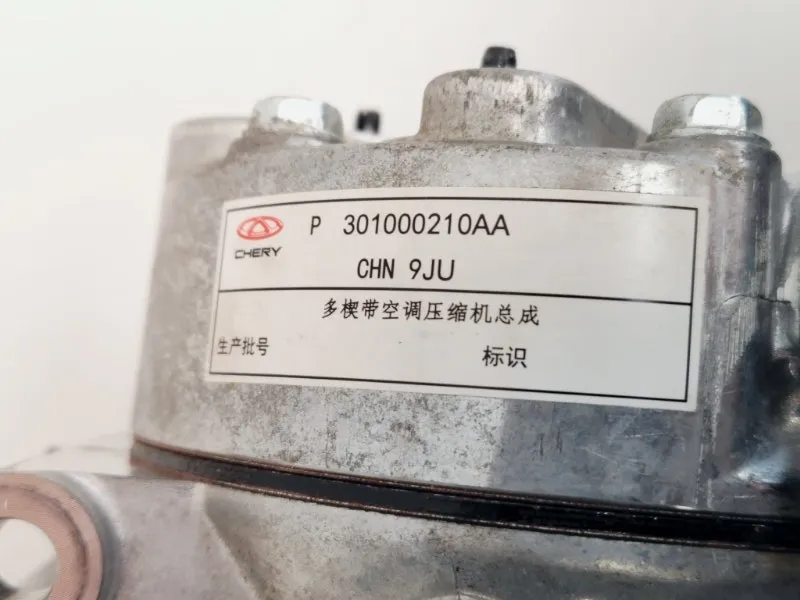 P 301000210AA
CHERY
CHN 9JU
多楔带空调压缩机总成
生产批号 标识